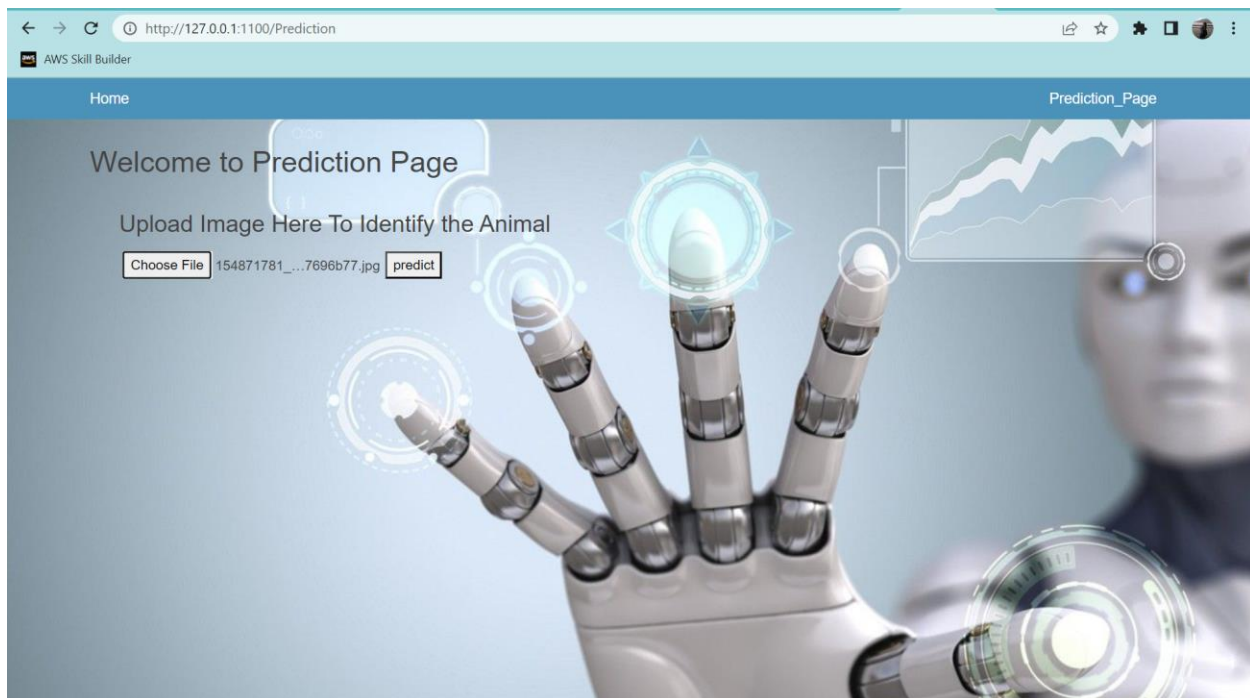 http://127.0.0.1:1100/Prediction
aws AWS Skill Builder
Home Prediction_Page
Welcome to Prediction Page
Upload Image Here To Identify the Animal
Choose File 154871781_...7696b77.jpg predict